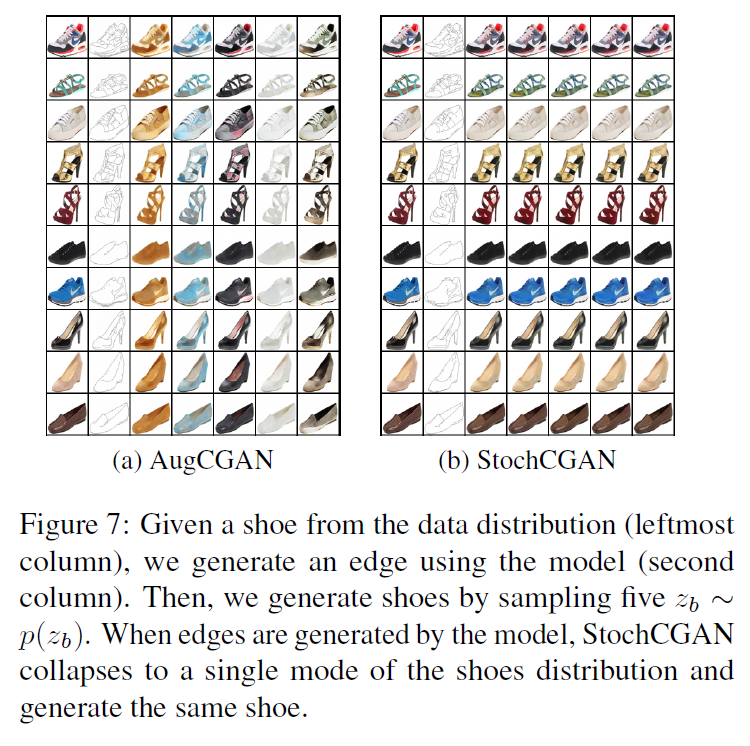 (a) AugCGAN
(b) StochCGAN
Figure 7: Given a shoe from the data distribution (leftmost
column), we generate an edge using the model (second
column). Then, we generate shoes by sampling five z_b ∼
p(z_b). When edges are generated by the model, StochCGAN
collapses to a single mode of the shoes distribution and
generate the same shoe.